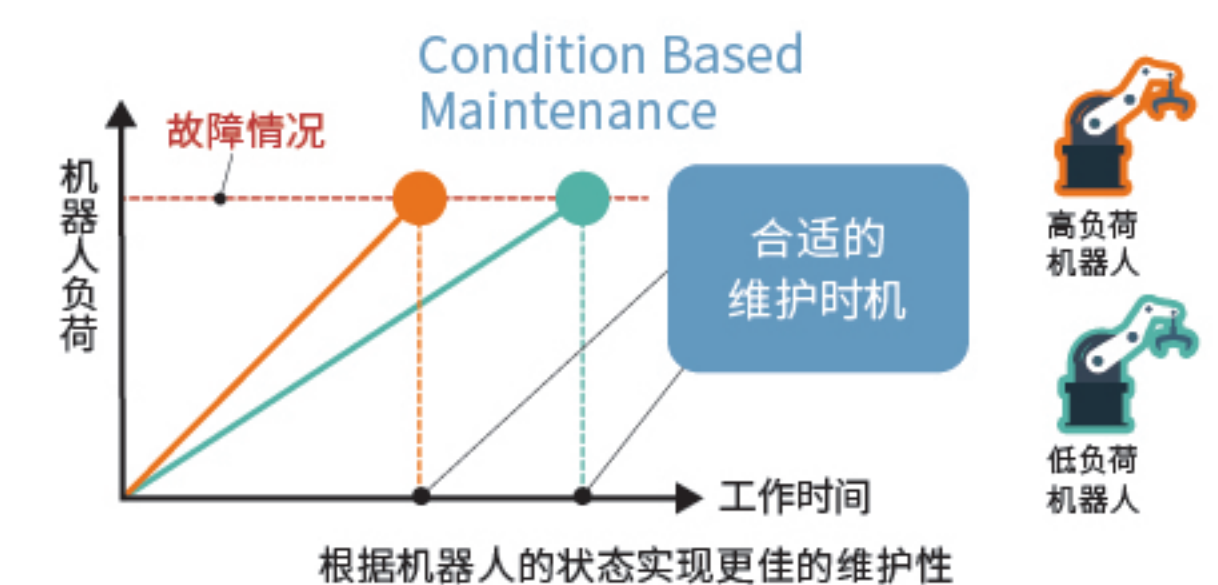 Condition Based
Maintenance
故障情况
机器人负荷
合适的
维护时机
高负荷
机器人
低负荷
机器人
工作时间
根据机器人的状态实现更佳的维护性